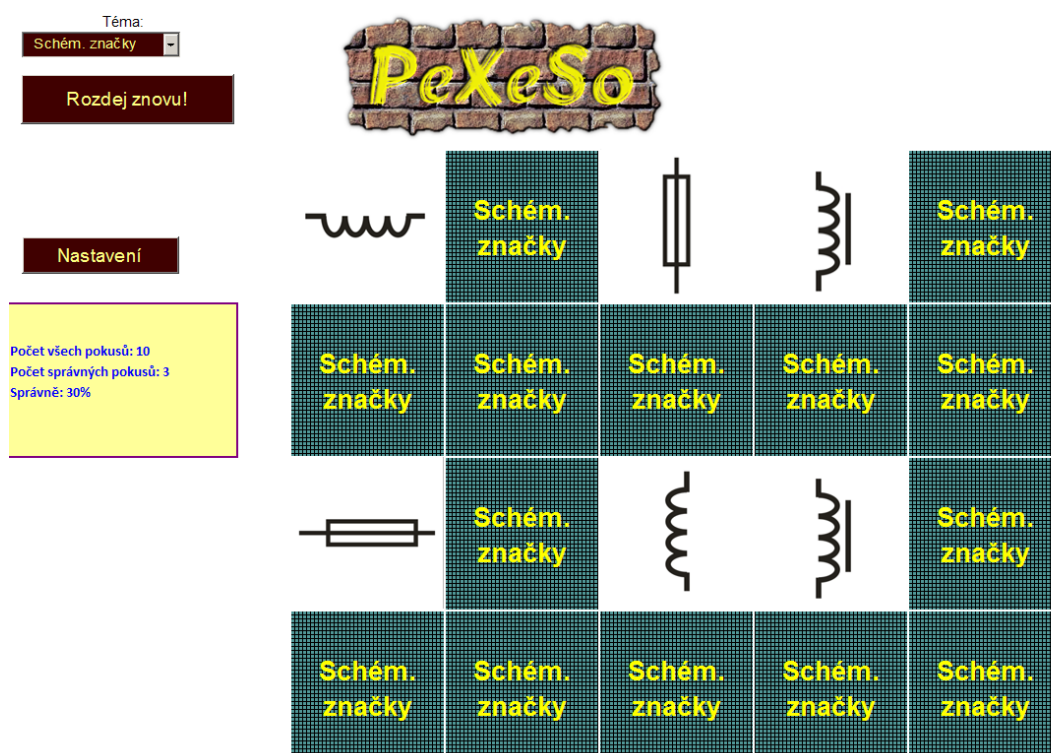 Téma:
Schém. značky
Rozdej znovu!
PeXeSo
Nastavení
Počet všech pokusů: 10
Počet správných pokusů: 3
Správně: 30%
Schém.
značky
Schém.
značky
Schém.
značky
Schém.
značky
Schém.
značky
Schém.
značky
Schém.
značky
Schém.
značky
Schém.
značky
Schém.
značky
Schém.
značky
Schém.
značky
Schém.
značky
Schém.
značky